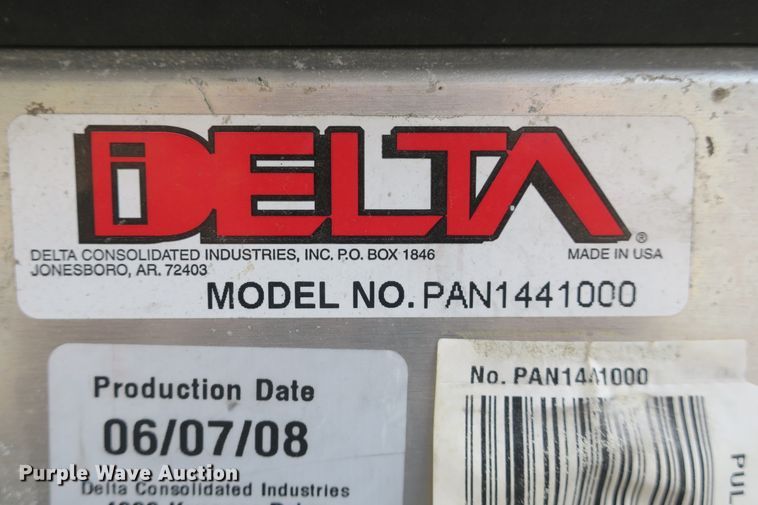 DELTA
®
DELTA CONSOLIDATED INDUSTRIES, INC. P.O. BOX 1846
JONESBORO, AR. 72403
MADE IN USA
MODEL NO. PAN1441000
Production Date
06/07/08
Delta Consolidated Industries
No. PAN1441000
PUL
Purple Wave Auction